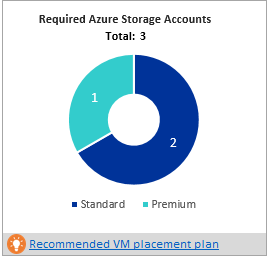 Required Azure Storage Accounts
Total: 3
1
2
Standard
Premium
Recommended VM placement plan